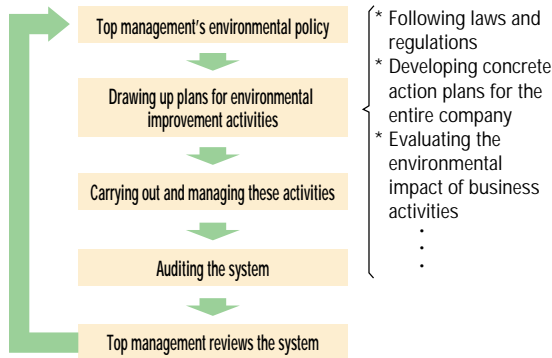 Top management's environmental policy
Drawing up plans for environmental
improvement activities
Carrying out and managing these activities
Auditing the system
Top management reviews the system
* Following laws and
regulations
* Developing concrete
action plans for the
entire company
* Evaluating the
environmental
impact of business
activities
·
·
·